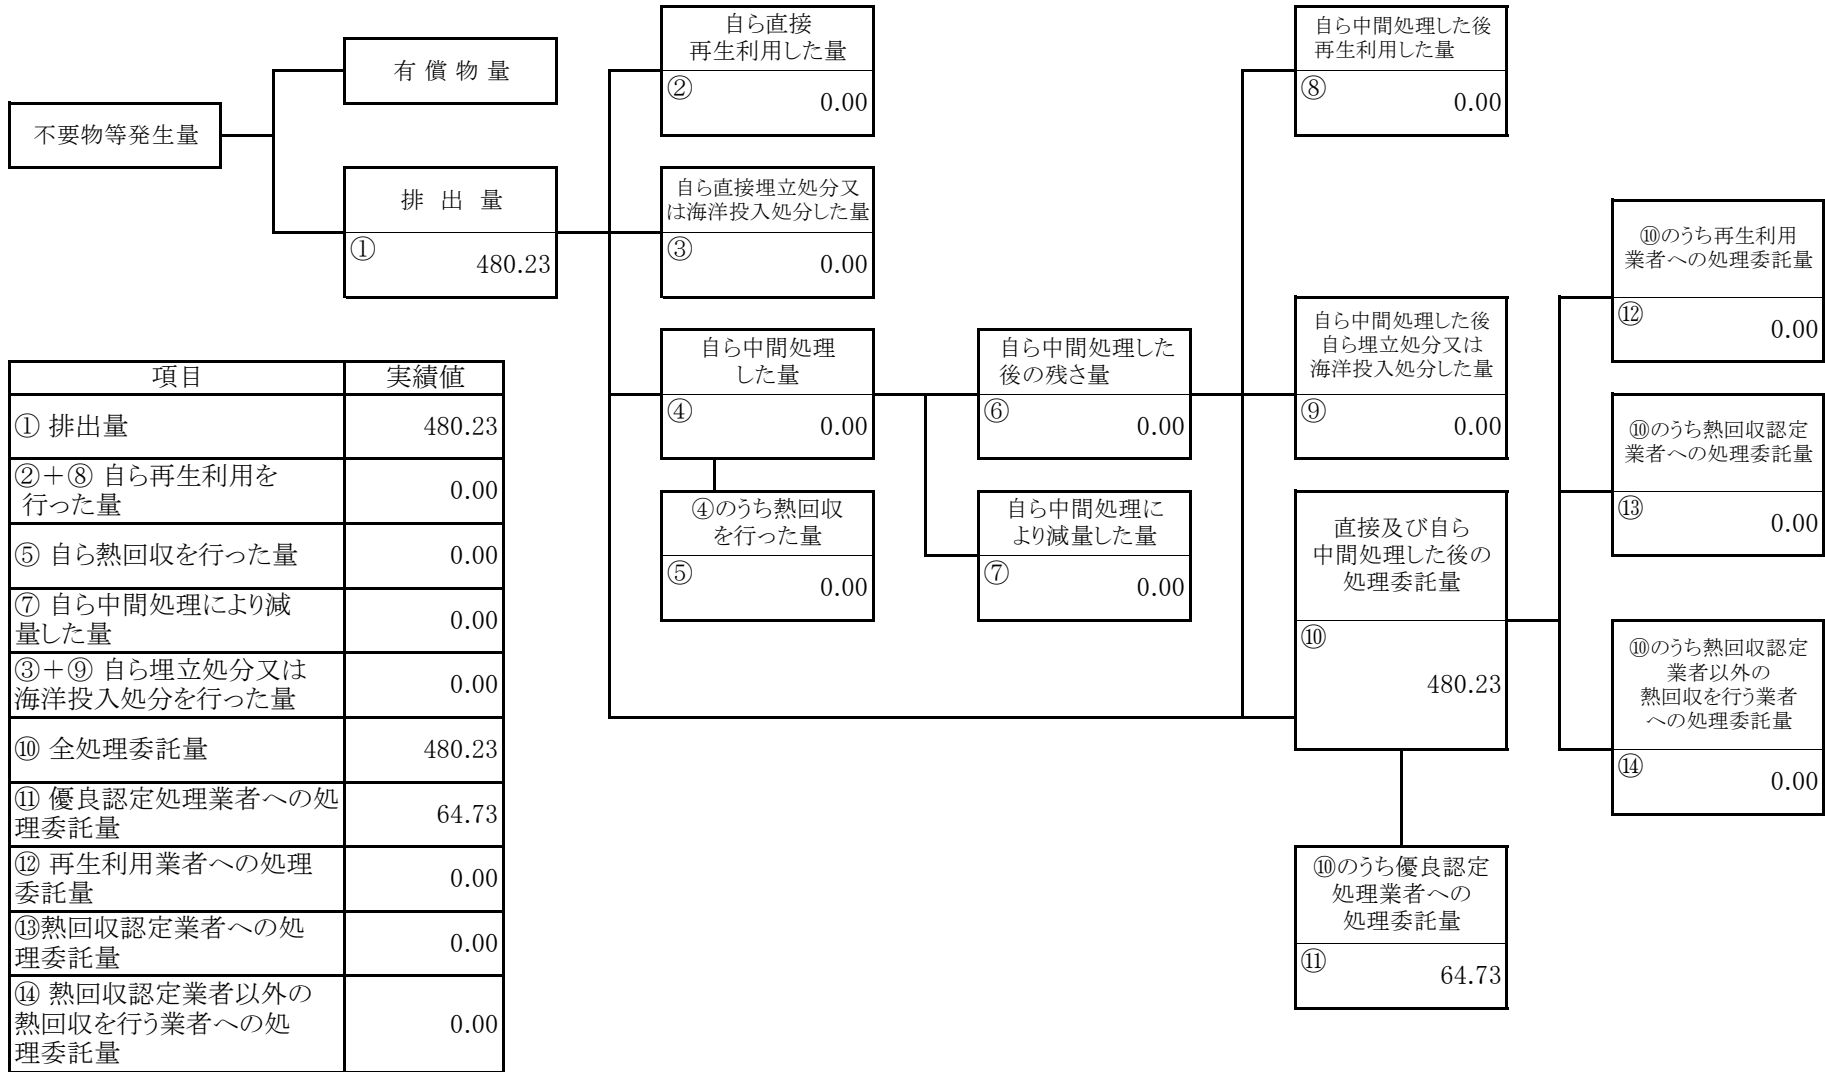 不要物等発生量
有 償 物 量
排 出 量
①
480.23
自ら直接
再生利用した量
②
0.00
自ら直接埋立処分又
は海洋投入処分した量
③
0.00
自ら中間処理
した量
④
0.00
④のうち熱回収
を行った量
⑤
0.00
自ら中間処理した
後の残さ量
⑥
0.00
自ら中間処理に
より減量した量
⑦
0.00
自ら中間処理した後
再生利用した量
⑧
0.00
自ら中間処理した後
自ら埋立処分又は
海洋投入処分した量
⑨
0.00
直接及び自ら
中間処理した後の
処理委託量
⑩
480.23
⑩のうち優良認定
処理業者への
処理委託量
⑪
64.73
⑩のうち再生利用
業者への処理委託量
⑫
0.00
⑩のうち熱回収認定
業者への処理委託量
⑬
0.00
⑩のうち熱回収認定
業者以外の
熱回収を行う業者
への処理委託量
⑭
0.00
項目 実績値
① 排出量 480.23
②＋⑧ 自ら再生利用を
行った量 0.00
⑤ 自ら熱回収を行った量 0.00
⑦ 自ら中間処理により減
量した量 0.00
③＋⑨ 自ら埋立処分又は
海洋投入処分を行った量 0.00
⑩ 全処理委託量 480.23
⑪ 優良認定処理業者への処
理委託量 64.73
⑫ 再生利用業者への処理
委託量 0.00
⑬熱回収認定業者への処
理委託量 0.00
⑭ 熱回収認定業者以外の
熱回収を行う業者への処
理委託量 0.00